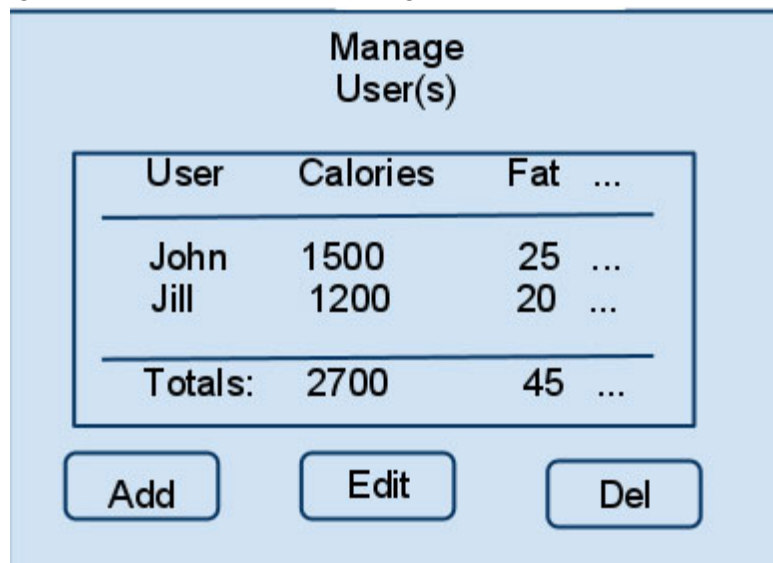 Manage
User(s)
User Calories Fat ...
John 1500 25 ...
Jill 1200 20 ...
Totals: 2700 45 ...
Add Edit Del